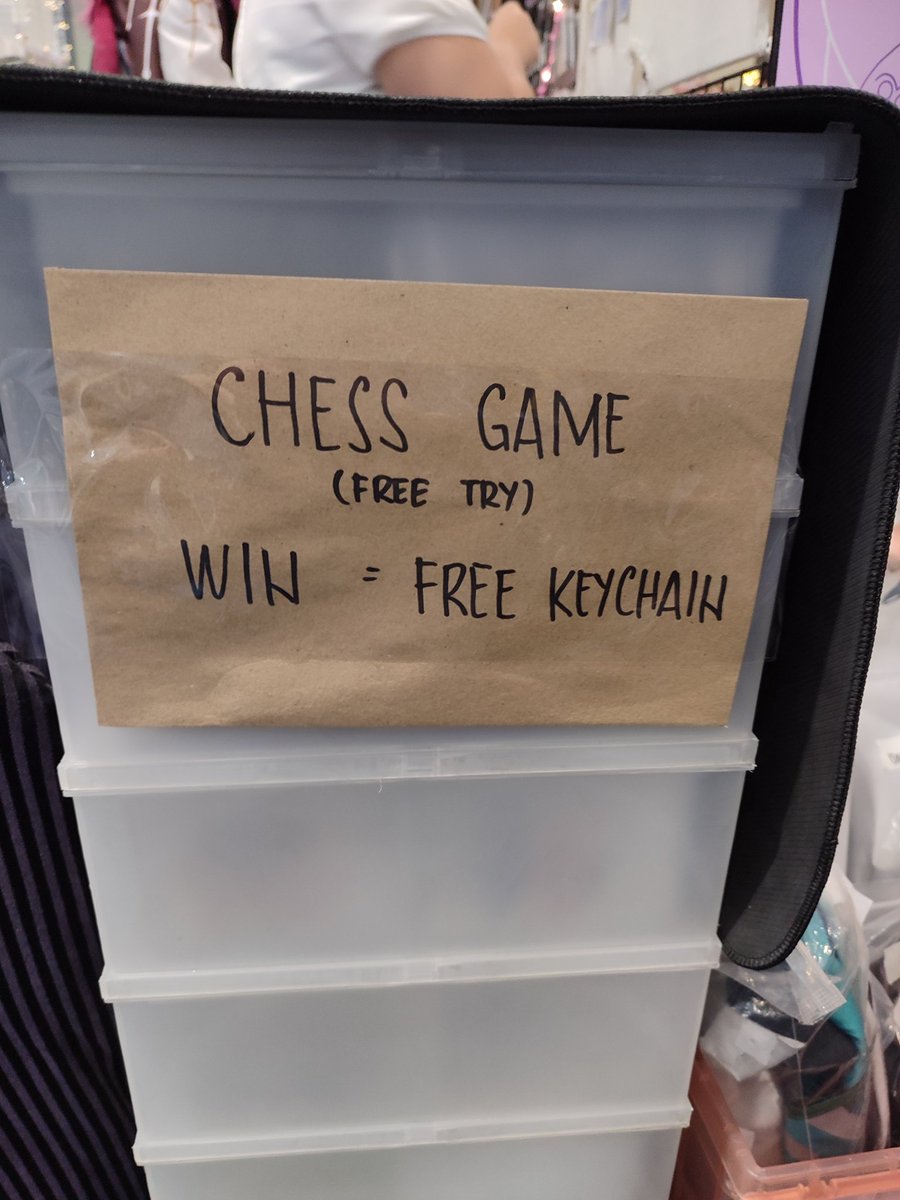 CHESS GAME
(FREE TRY)
WIN = FREE KEYCHAIN